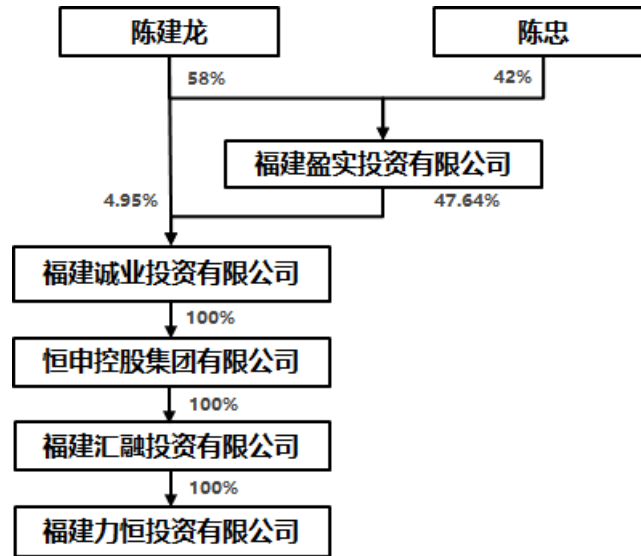 陈建龙
陈忠
58%
42%
福建盈实投资有限公司
4.95%
47.64%
福建诚业投资有限公司
100%
恒申控股集团有限公司
100%
福建汇融投资有限公司
100%
福建力恒投资有限公司